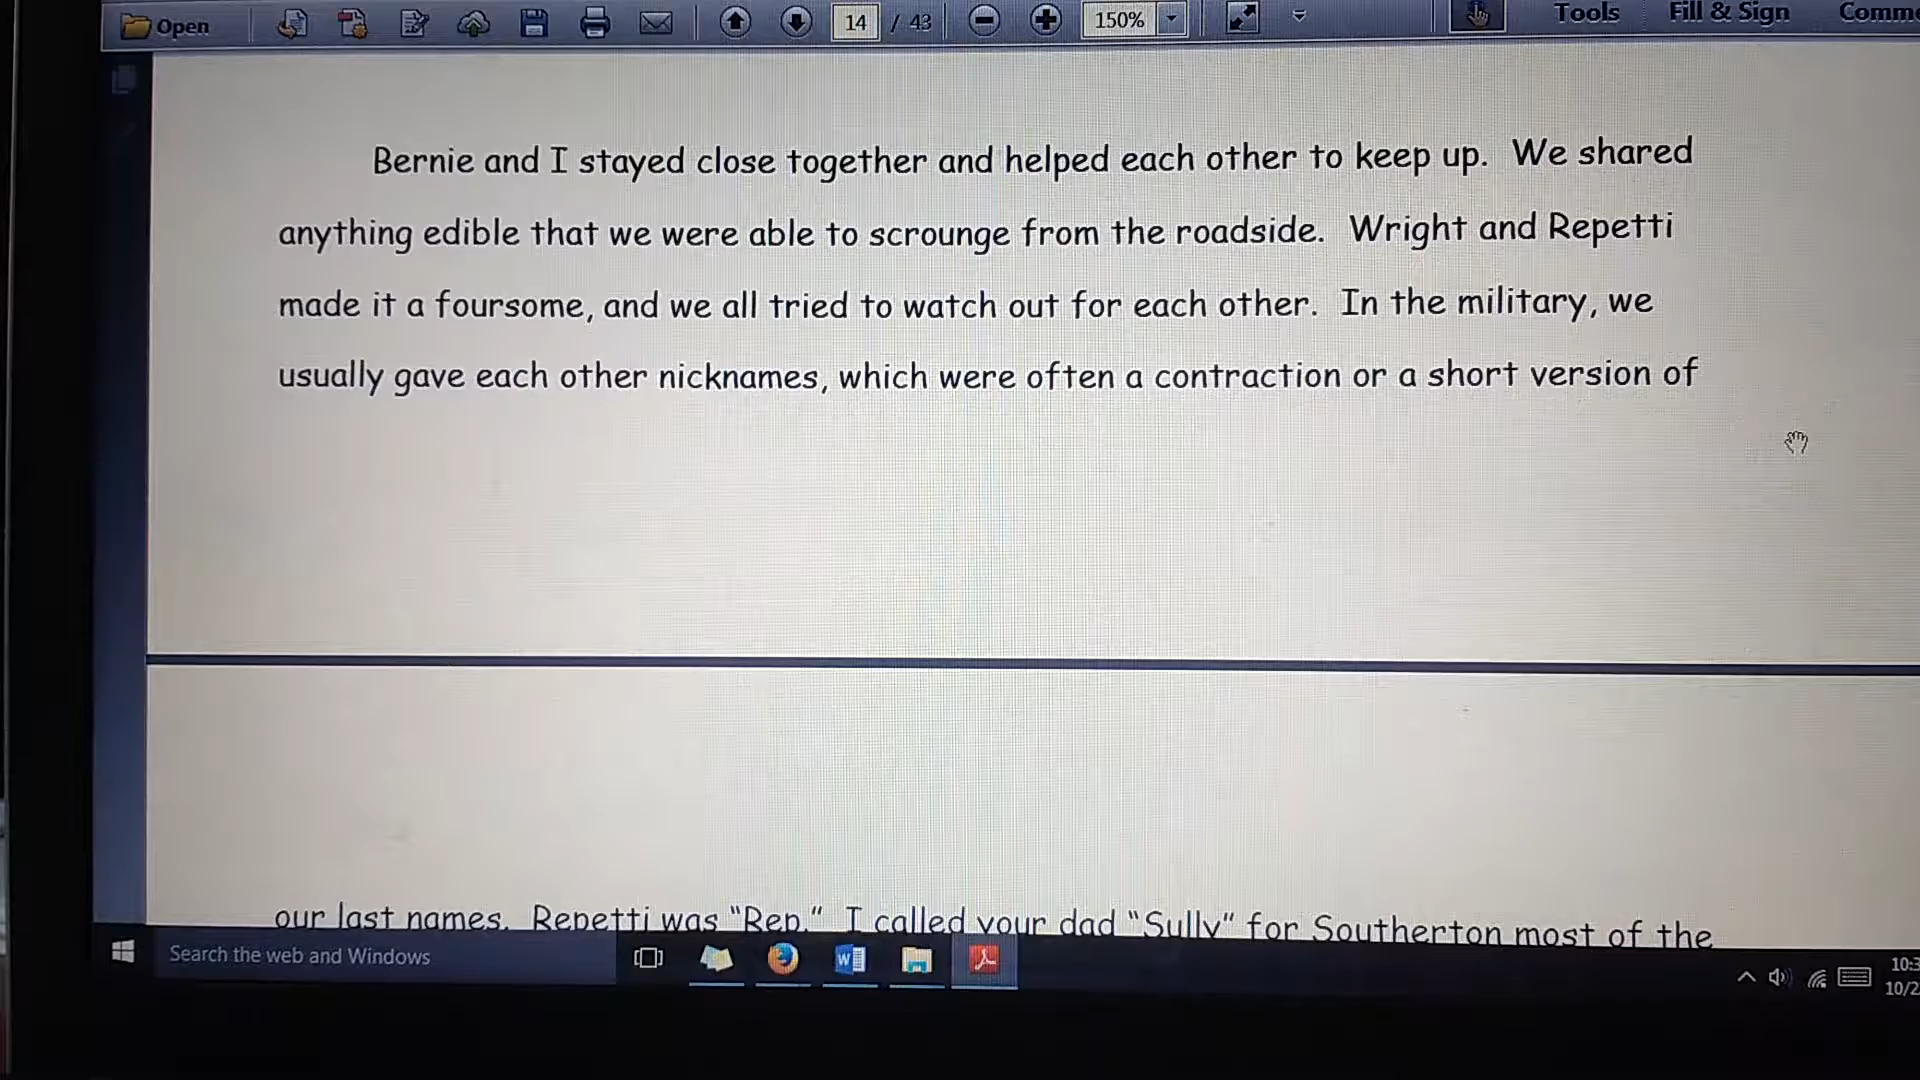 Open 14 / 43 150% Tools Fill & Sign
Bernie and I stayed close together and helped each other to keep up. We shared
anything edible that we were able to scrounge from the roadside. Wright and Repetti
made it a foursome, and we all tried to watch out for each other. In the military, we
usually gave each other nicknames, which were often a contraction or a short version of
our last names. Repetti was "Rep." I called your dad "Sully" for Southerton most of the
Search the web and Windows